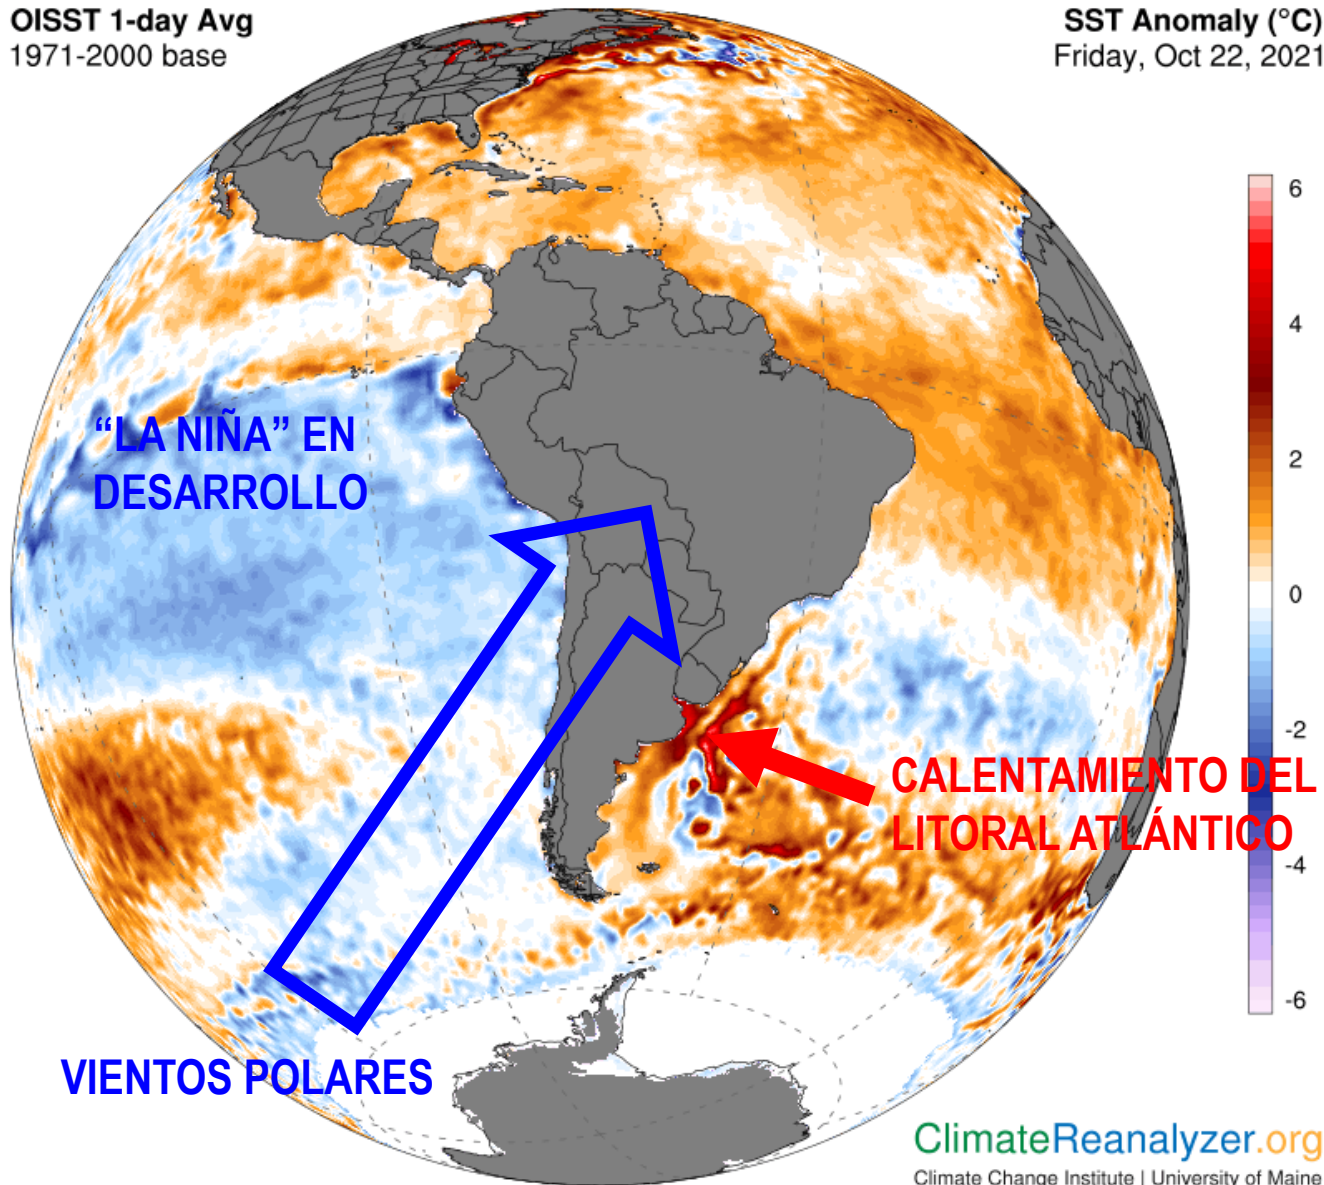 OISST 1-day Avg
1971-2000 base
SST Anomaly (°C)
Friday, Oct 22, 2021
6
4
2
0
-2
-4
-6
“LA NIÑA” EN
DESARROLLO
CALENTAMIENTO DEL
LITORAL ATLÁNTICO
VIENTOS POLARES
ClimateReanalyzer.org
Climate Change Institute | University of Maine